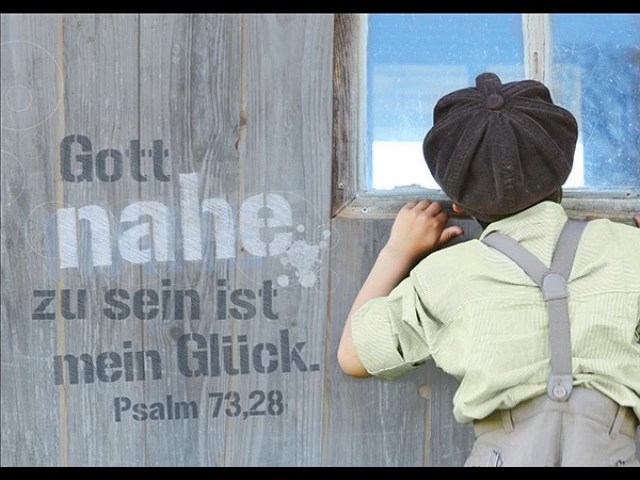 Gott
nahe
zu sein ist
mein Glück.
Psalm 73,28